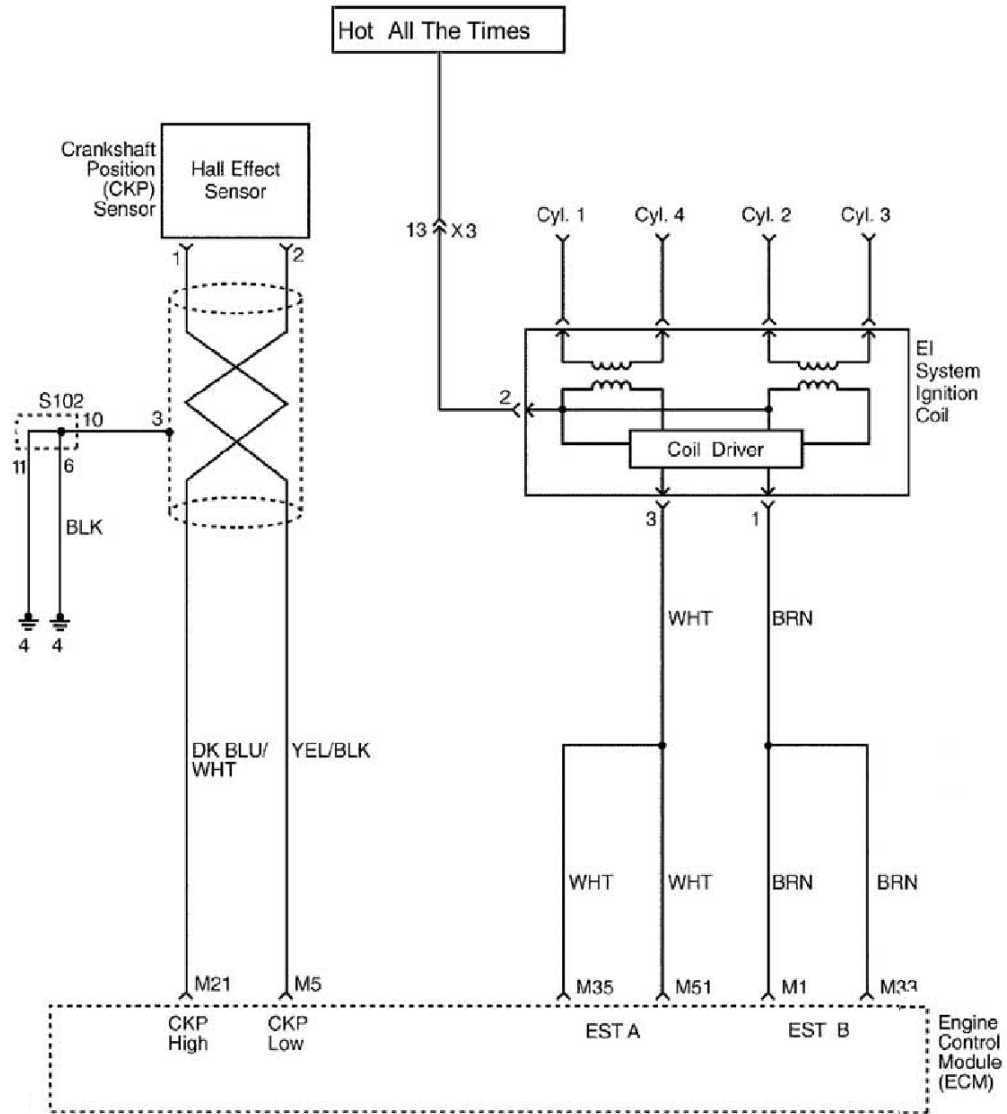 Hot All The Times
Crankshaft
Position
(CKP)
Sensor
Hall Effect
Sensor
1
2
13
X3
Cyl. 1
Cyl. 4
Cyl. 2
Cyl. 3
EI
System
Ignition
Coil
2
Coil Driver
3
1
S102
10
3
11
6
BLK
4
4
WHT
BRN
DK BLU/
WHT
YEL/BLK
WHT
WHT
BRN
BRN
M21
M5
M35
M51
M1
M33
CKP
High
CKP
Low
EST A
EST B
Engine
Control
Module
(ECM)